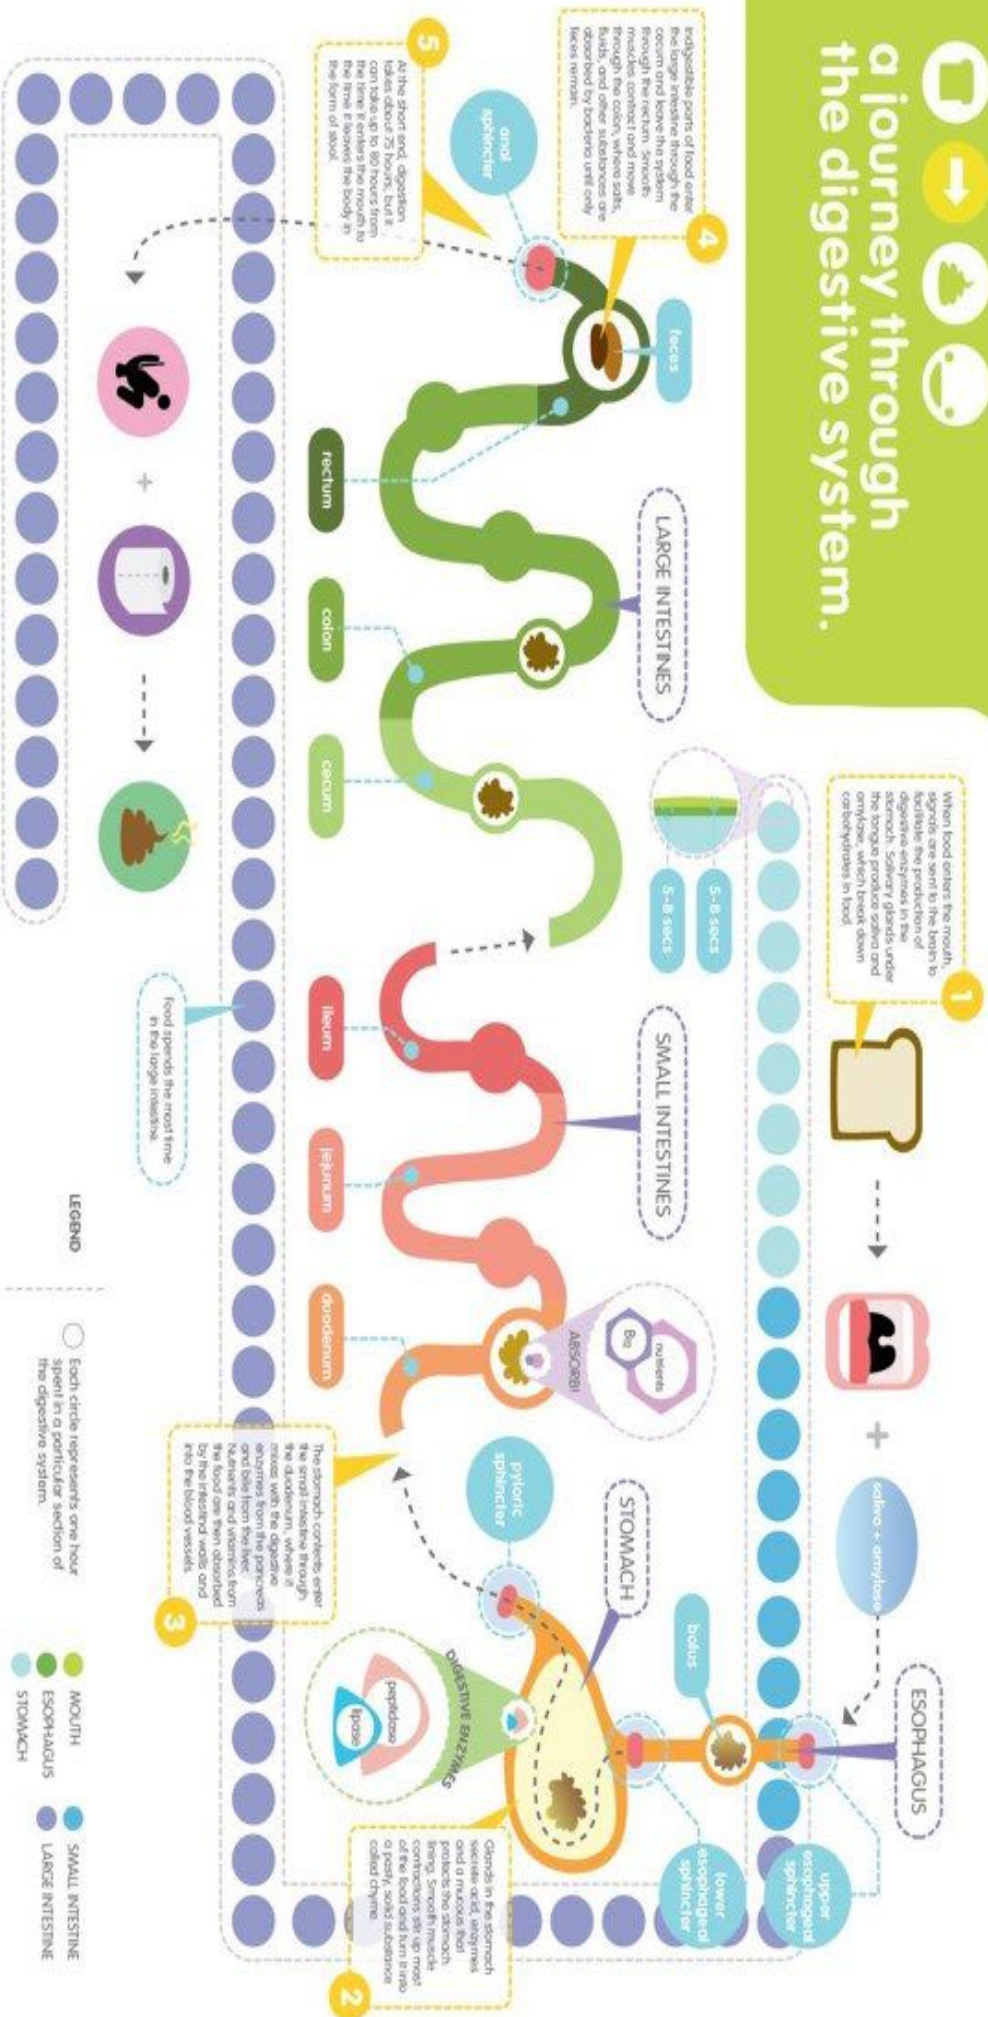 a journey through
the digestive system.
1
When food enters the mouth,
signals are sent to the brain to
facilitate the production of
digestive enzymes in the
stomach. Salivary glands under
the tongue produce saliva and
amylase, which break down
carbohydrates in food.
saliva + amylase
ESOPHAGUS
upper
esophageal
sphincter
lower
esophageal
sphincter
bolus
5-8 secs
5-8 secs
STOMACH
pyloric
sphincter
DIGESTIVE ENZYMES
peptidase
lipase
2
Glands in the stomach
secrete acid, enzymes
and a mucous that
protects the stomach
lining. Smooth muscle
contractions stir up most
of the food and turn it into
a pasty, solid substance
called chyme.
SMALL INTESTINES
nutrients
B12
ABSORB!
duodenum
jejunum
ileum
3
The stomach contents enter
the small intestine through
the duodenum, where it
mixes with the digestive
enzymes from the pancreas
and bile from the liver.
Nutrients and vitamins from
the food are then absorbed
by the intestinal walls and
into the blood vessels.
LARGE INTESTINES
cecum
colon
rectum
feces
anal
sphincter
4
Indigestible parts of food enter
the large intestine through the
cecum and leave the system
through the rectum. Smooth
muscles contract and move
through the colon, where salts,
fluids, and other substances are
absorbed by bacteria until only
feces remain.
5
At the short end, digestion
takes about 75 hours, but it
can take up to 80 hours from
the time it enters the mouth to
the time it leaves the body in
the form of stool.
Food spends the most time
in the large intestine.
LEGEND
Each circle represents one hour
spent in a particular section of
the digestive system.
MOUTH
ESOPHAGUS
STOMACH
SMALL INTESTINE
LARGE INTESTINE